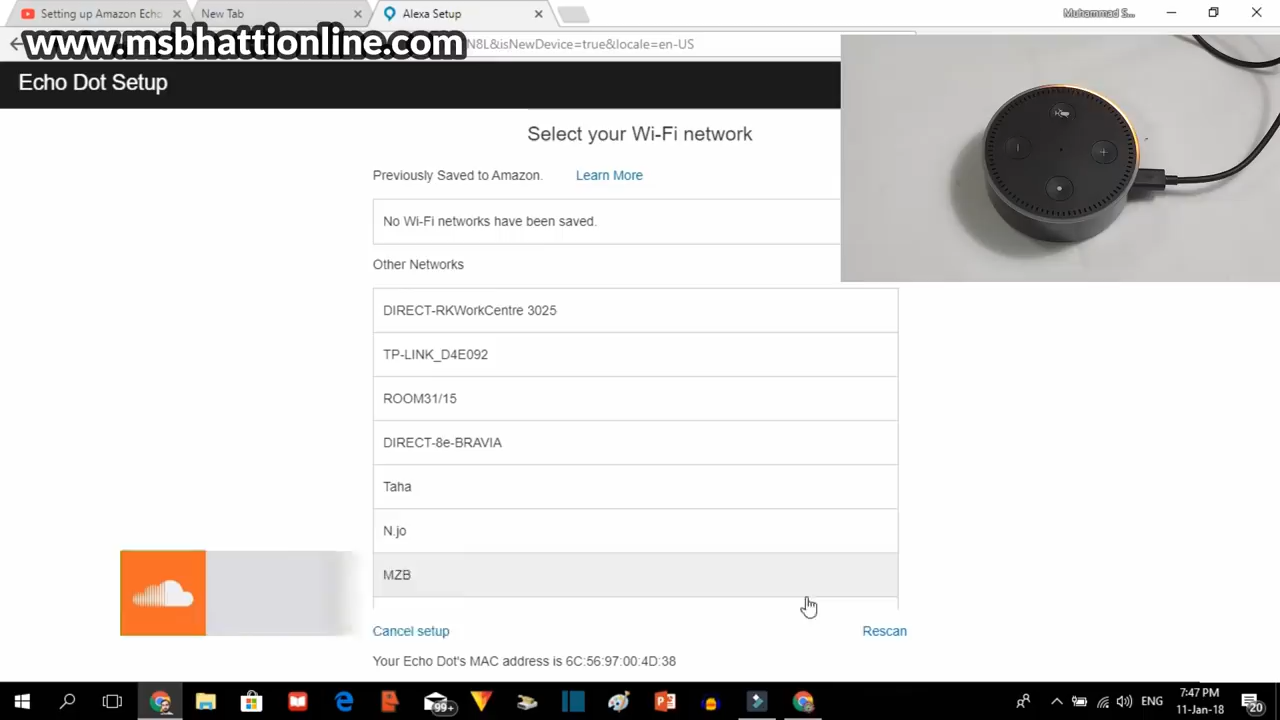 Setting up Amazon Echo
New Tab
Alexa Setup
Muhammad S...
www.msbhattionline.com
N8L&isNewDevice=true&locale=en-US
Echo Dot Setup
Select your Wi-Fi network
Previously Saved to Amazon. Learn More
No Wi-Fi networks have been saved.
Other Networks
DIRECT-RKWorkCentre 3025
TP-LINK_D4E092
ROOM31/15
DIRECT-8e-BRAVIA
Taha
N.jo
MZB
Cancel setup
Rescan
Your Echo Dot's MAC address is 6C:56:97:00:4D:38
99+
ENG
7:47 PM
11-Jan-18
20